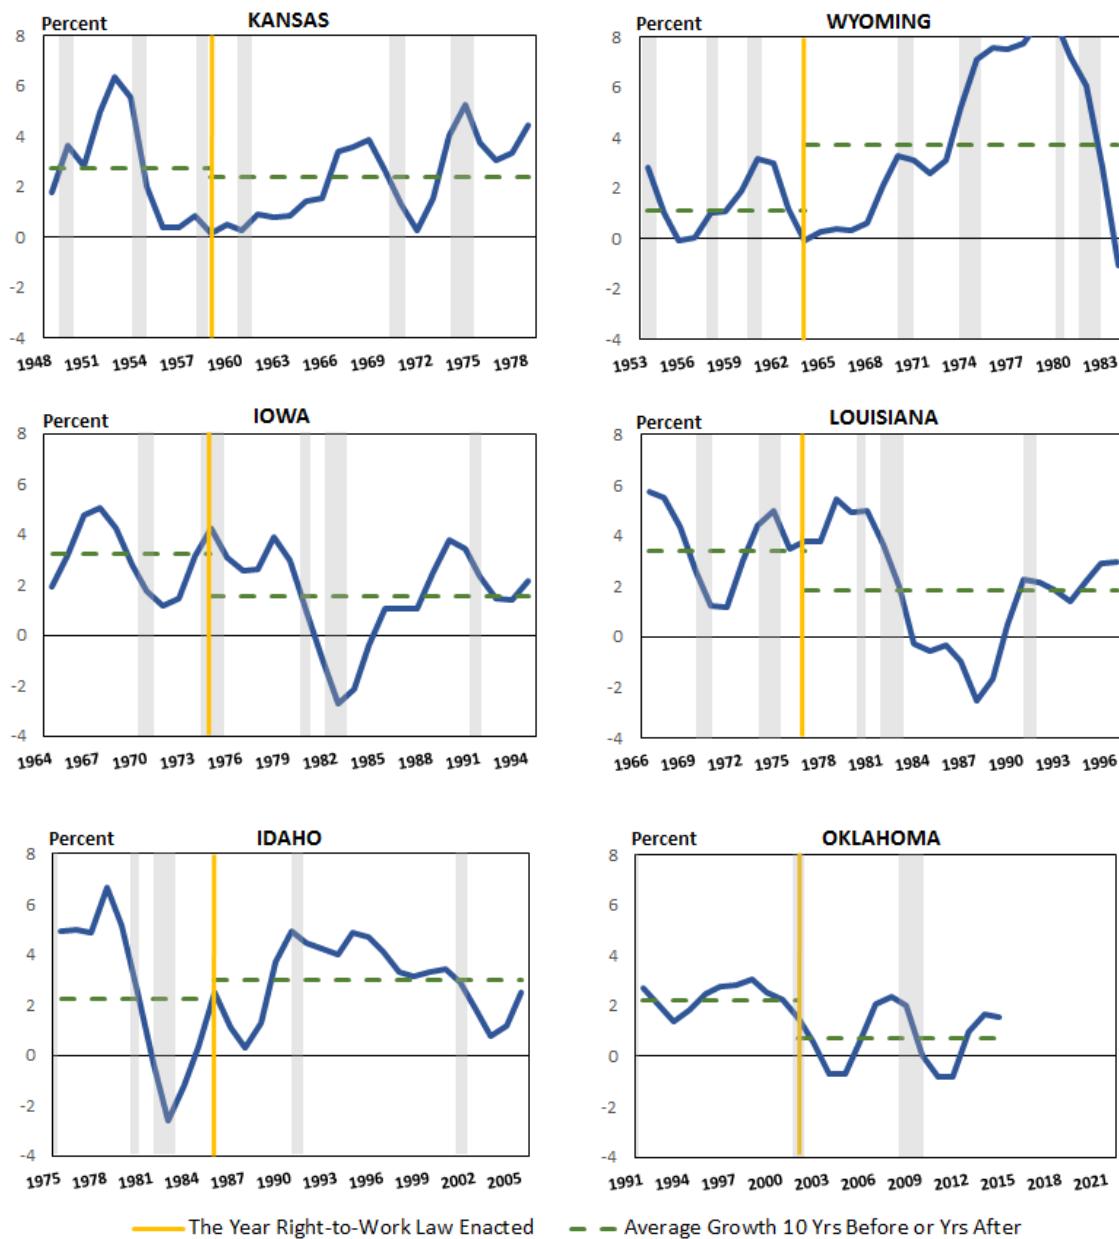 Percent
KANSAS
8
6
4
2
0
-2
-4
1948 1951 1954 1957 1960 1963 1966 1969 1972 1975 1978
Percent
WYOMING
8
6
4
2
0
-2
-4
1953 1956 1959 1962 1965 1968 1971 1974 1977 1980 1983
Percent
IOWA
8
6
4
2
0
-2
-4
1964 1967 1970 1973 1976 1979 1982 1985 1988 1991 1994
Percent
LOUISIANA
8
6
4
2
0
-2
-4
1966 1969 1972 1975 1978 1981 1984 1987 1990 1993 1996
Percent
IDAHO
8
6
4
2
0
-2
-4
1975 1978 1981 1984 1987 1990 1993 1996 1999 2002 2005
Percent
OKLAHOMA
8
6
4
2
0
-2
-4
1991 1994 1997 2000 2003 2006 2009 2012 2015 2018 2021
The Year Right-to-Work Law Enacted
Average Growth 10 Yrs Before or Yrs After